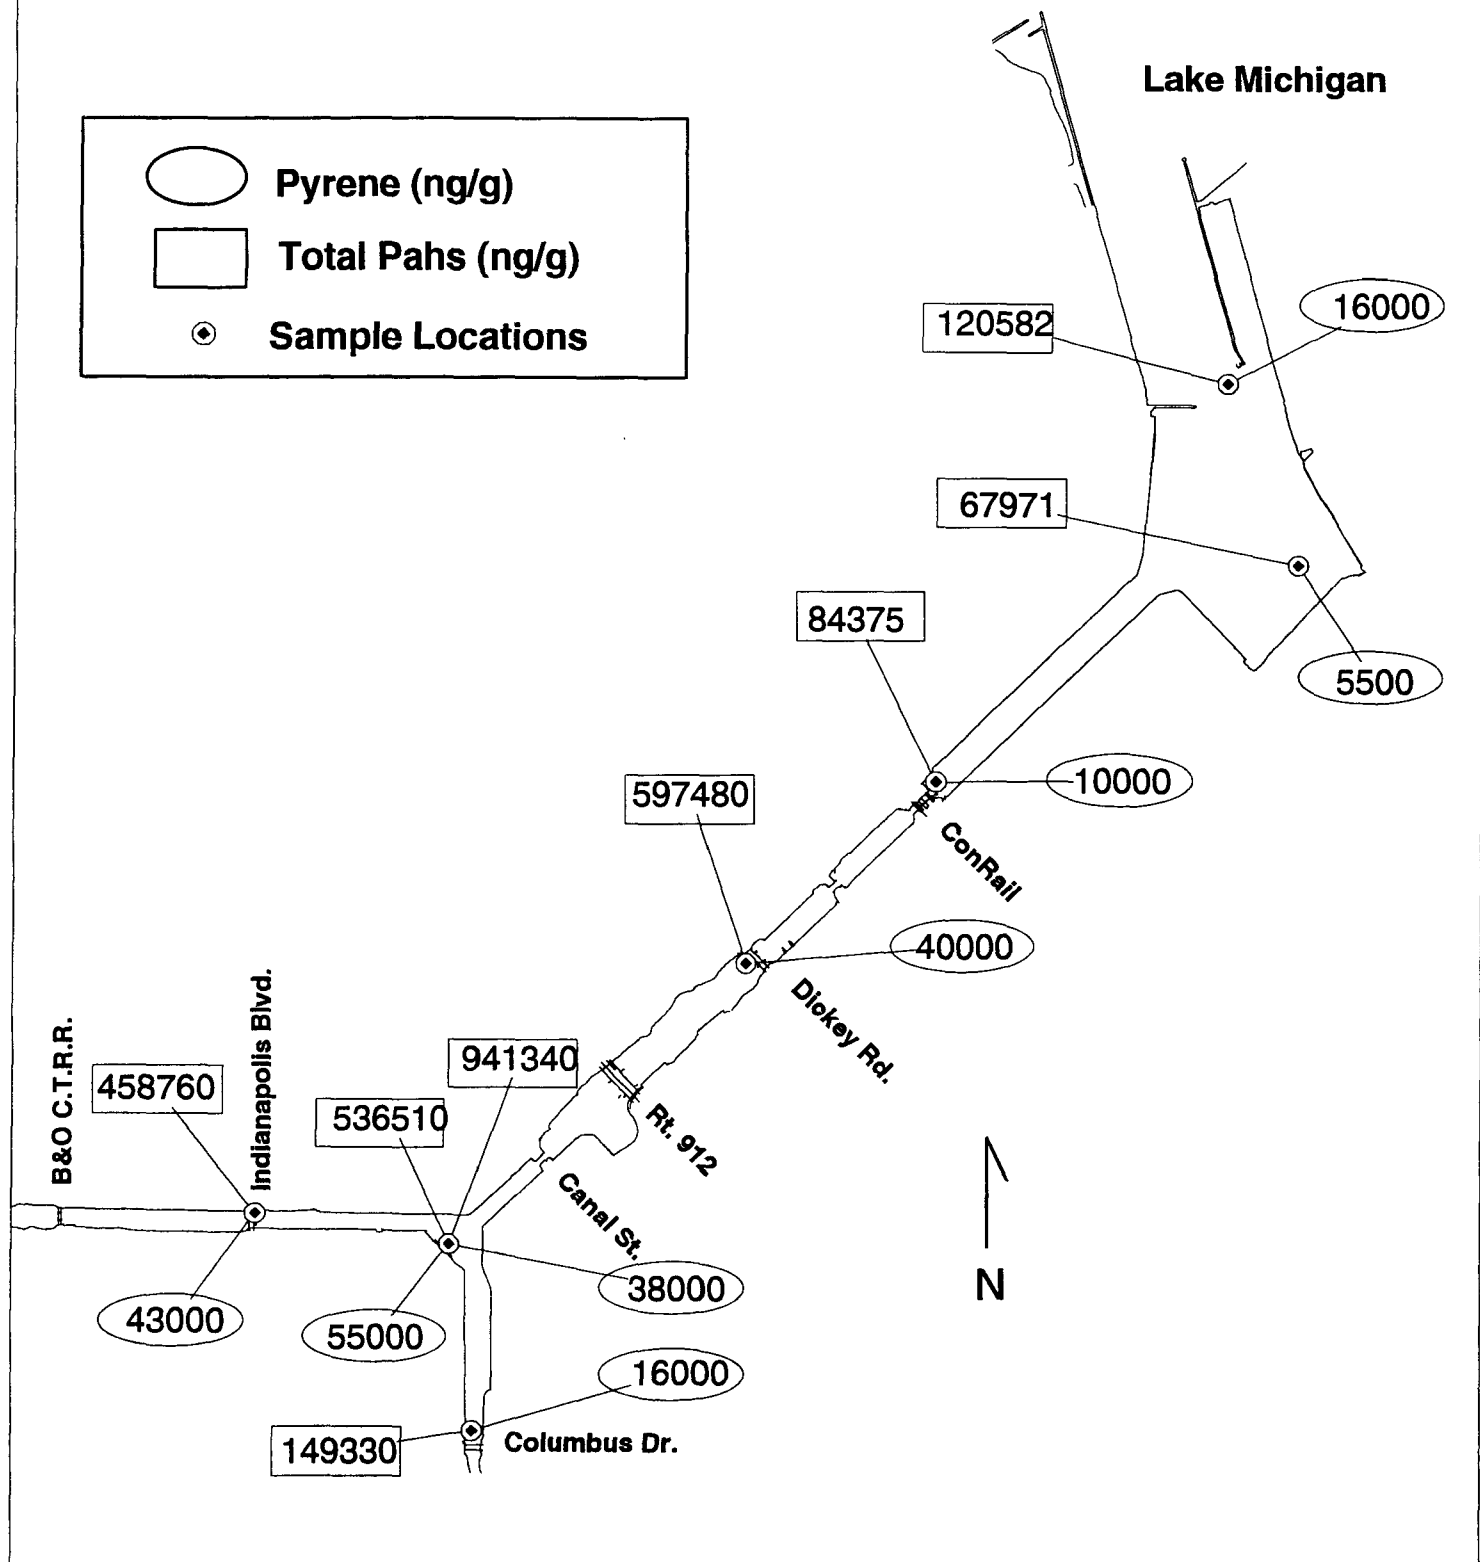 Lake Michigan
Pyrene (ng/g)
Total Pahs (ng/g)
Sample Locations
120582
16000
67971
84375
5500
10000
597480
ConRail
40000
Dickey Rd.
B&O C.T.R.R.
Indianapolis Blvd.
458760
941340
536510
Rt. 912
Canal St.
N
38000
43000
55000
16000
149330
Columbus Dr.